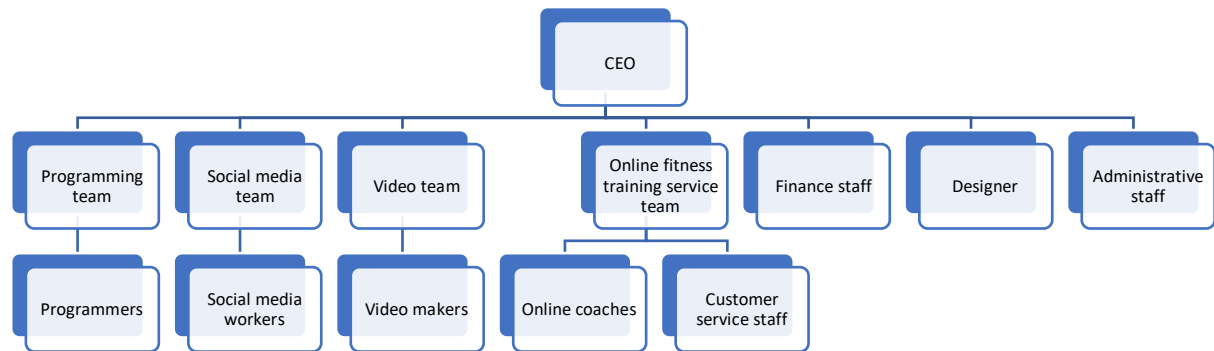 CEO
Programming
team
Social media
team
Video team
Online fitness
training service
team
Finance staff
Designer
Administrative
staff
Programmers
Social media
workers
Video makers
Online coaches
Customer
service staff